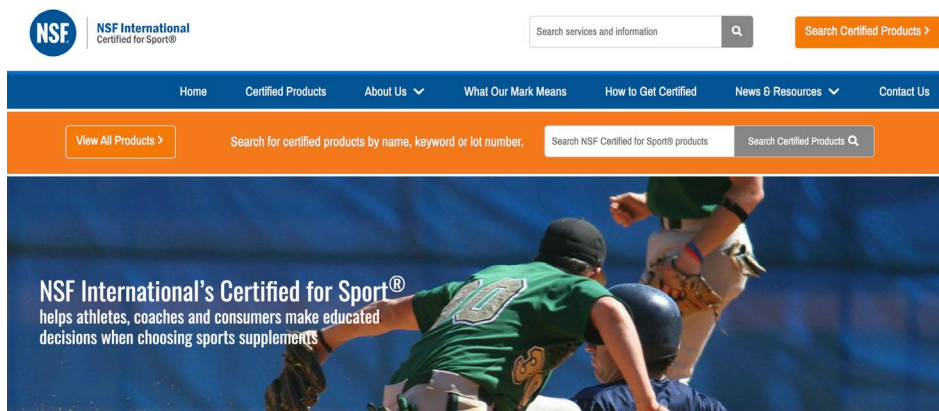 NSF
NSF International
Certified for Sport®
Search services and information
Search Certified Products >
Home
Certified Products
About Us
What Our Mark Means
How to Get Certified
News & Resources
Contact Us
View All Products >
Search for certified products by name, keyword or lot number.
Search NSF Certified for Sport® products
Search Certified Products
NSF International's Certified for Sport®
helps athletes, coaches and consumers make educated
decisions when choosing sports supplements